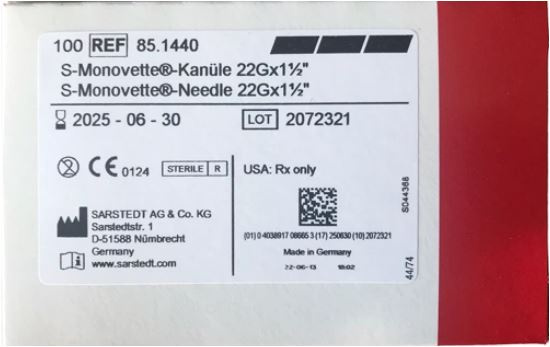 100 REF 85.1440
S-Monovette®-Kanüle 22Gx1½"
S-Monovette®-Needle 22Gx1½"
2025 - 06 - 30
LOT 2072321
CE 0124 STERILE R
USA: Rx only
SARSTEDT AG & Co. KG
Sarstedtstr. 1
D-51588 Nümbrecht
Germany
www.sarstedt.com
(01) 0 4038917 08665 3 (17) 250630 (10) 2072321
Made in Germany
22-06-13 18:02
S044368
44/74